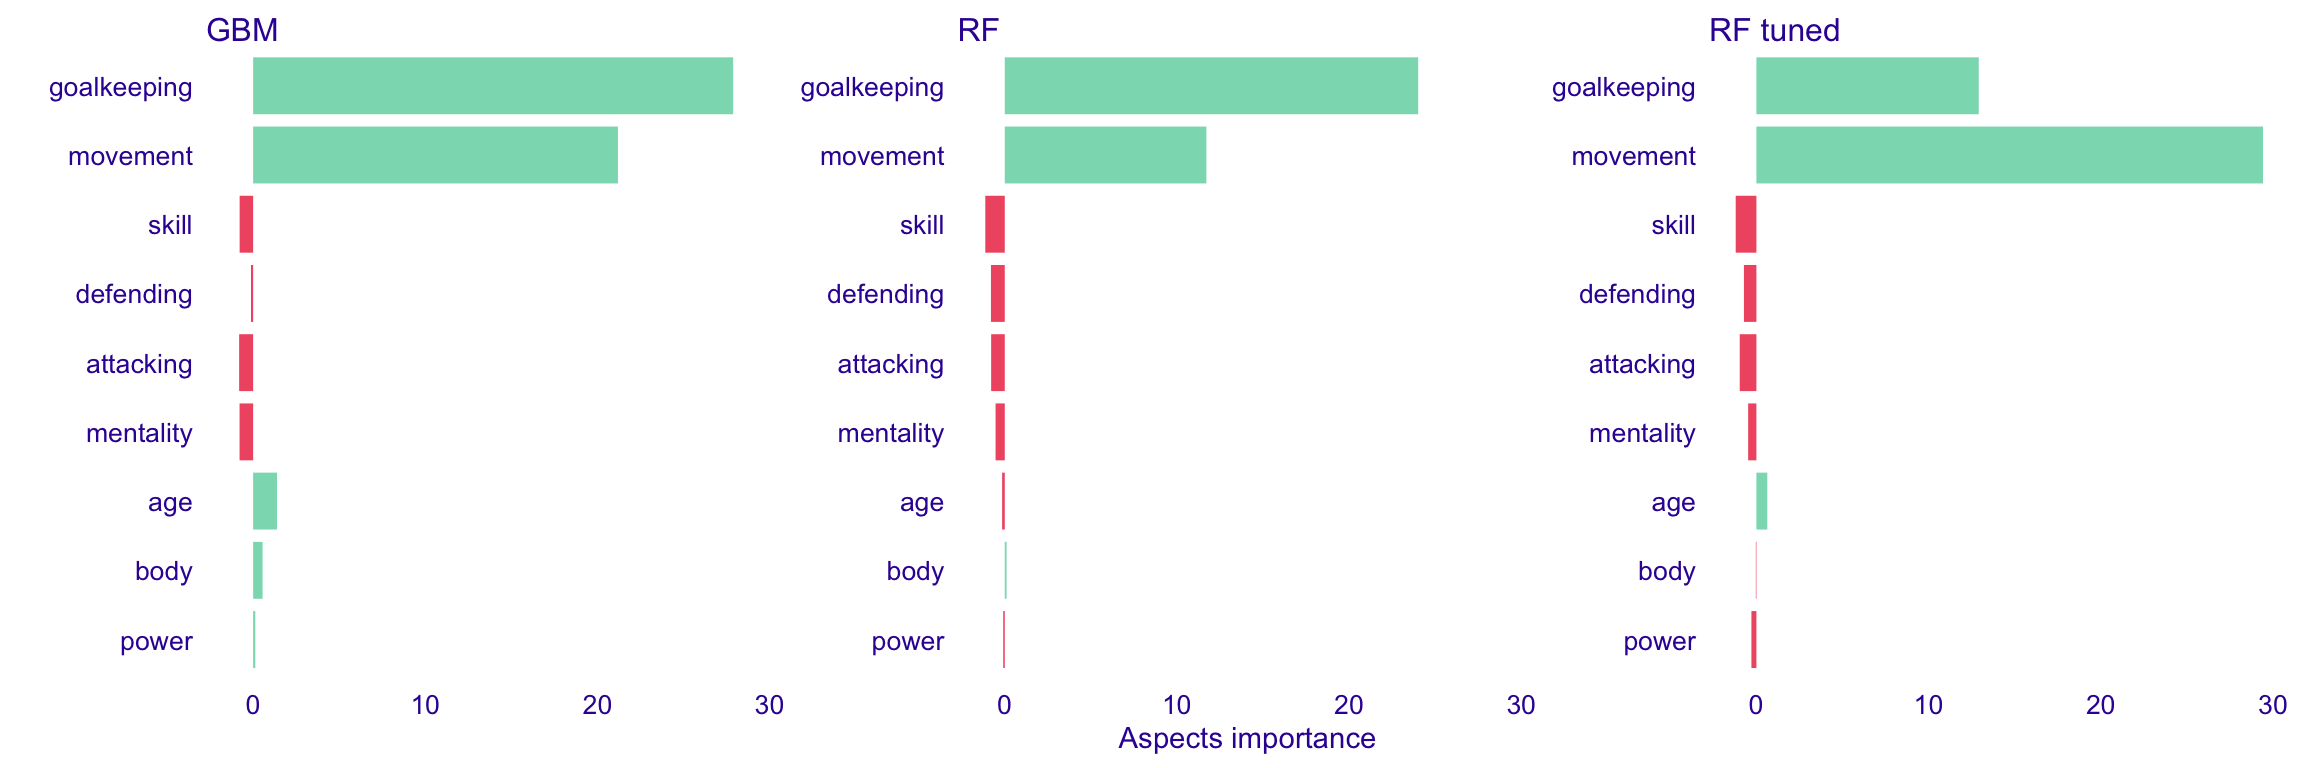 GBM
goalkeeping
movement
skill
defending
attacking
mentality
age
body
power
0 10 20 30
RF
goalkeeping
movement
skill
defending
attacking
mentality
age
body
power
0 10 20 30
RF tuned
goalkeeping
movement
skill
defending
attacking
mentality
age
body
power
0 10 20 30
Aspects importance